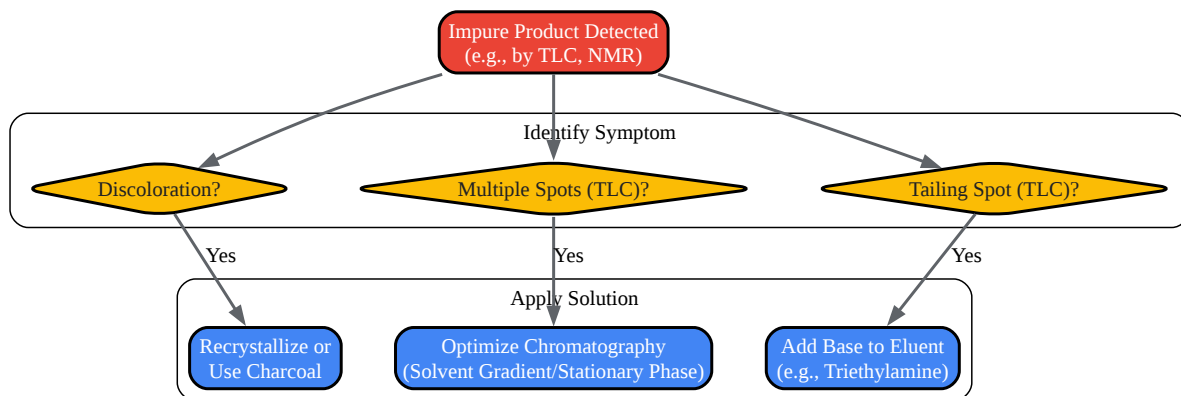 Impure Product Detected
(e.g., by TLC, NMR)
Identify Symptom
Discoloration?
Multiple Spots (TLC)?
Tailing Spot (TLC)?
Yes
Yes
Yes
Apply Solution
Recrystallize or
Use Charcoal
Optimize Chromatography
(Solvent Gradient/Stationary Phase)
Add Base to Eluent
(e.g., Triethylamine)